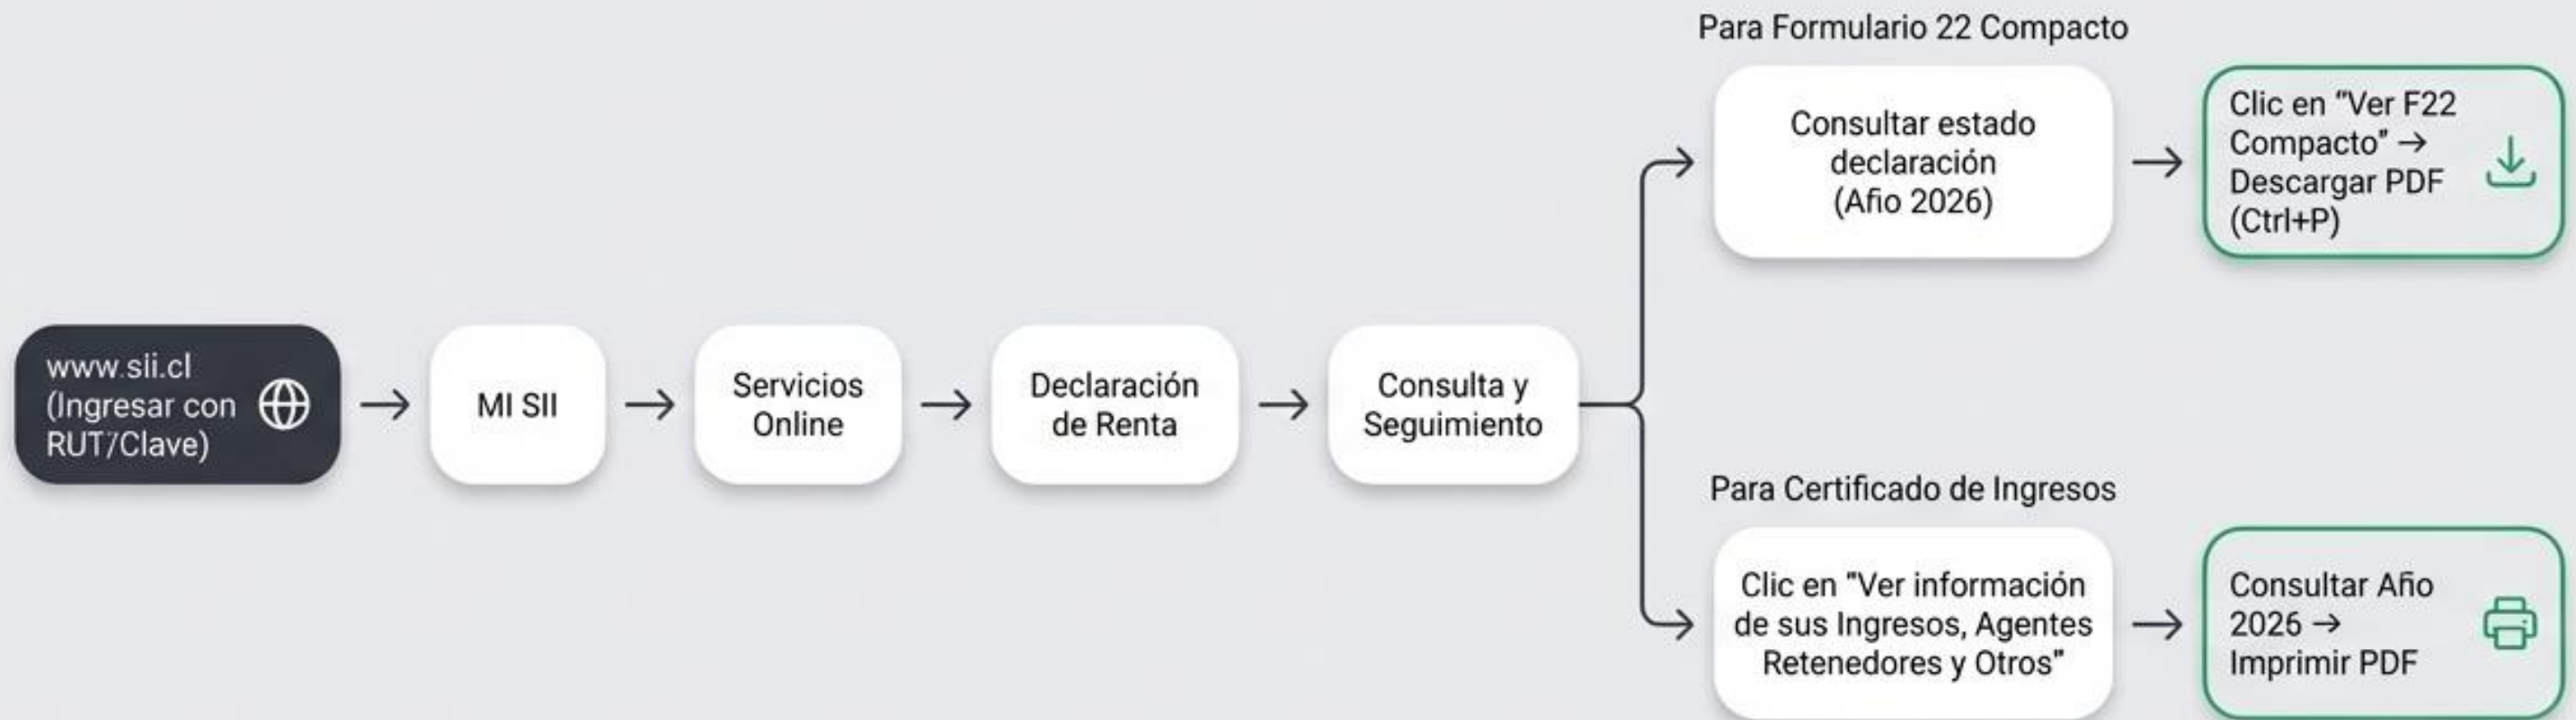 www.sli.cl
(Ingresar con
RUT/Clave)
MI SII
Servicios
Online
Declaración
de Renta
Consulta y
Seguimiento
Para Formulario 22 Compacto
Consultar estado
declaración
(Año 2026)
Clic en "Ver F22
Compacto" →
Descargar PDF
(Ctrl+P)
Para Certificado de Ingresos
Clic en "Ver información
de sus Ingresos, Agentes
Retenedores y Otros"
Consultar Año
2026 →
Imprimir PDF